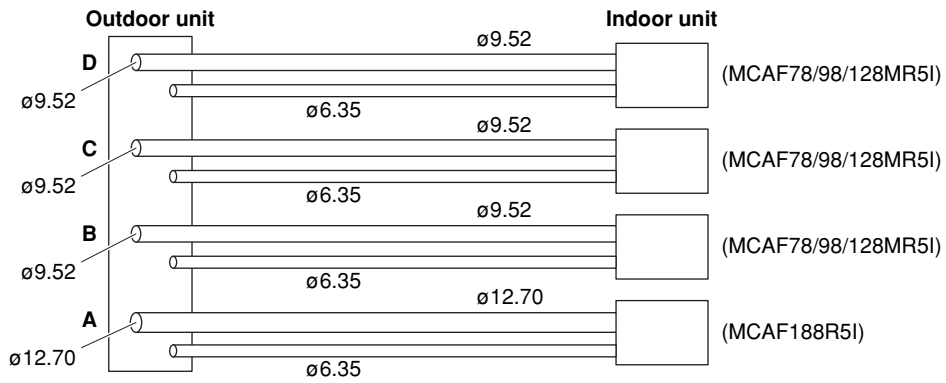 Outdoor unit
Indoor unit
D
ø9.52
ø9.52
ø6.35
(MCAF78/98/128MR5I)
C
ø9.52
ø9.52
ø6.35
(MCAF78/98/128MR5I)
B
ø9.52
ø9.52
ø6.35
(MCAF78/98/128MR5I)
A
ø12.70
ø12.70
ø6.35
(MCAF188R5I)